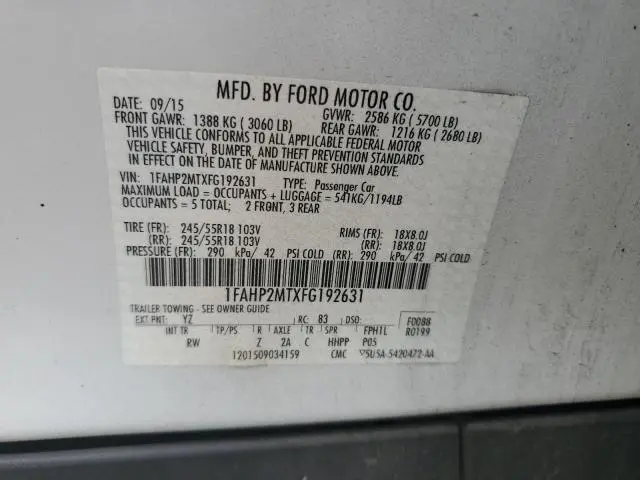 MFD. BY FORD MOTOR CO.
DATE: 09/15 GVWR: 2586 KG ( 5700 LB)
FRONT GAWR: 1388 KG ( 3060 LB) REAR GAWR: 1216 KG ( 2680 LB)
THIS VEHICLE CONFORMS TO ALL APPLICABLE FEDERAL MOTOR
VEHICLE SAFETY, BUMPER, AND THEFT PREVENTION STANDARDS
IN EFFECT ON THE DATE OF MANUFACTURE SHOWN ABOVE.
VIN: 1FAHP2MTXFG192631 TYPE: Passenger Car
MAXIMUM LOAD = OCCUPANTS + LUGGAGE = 541KG/1194LB
OCCUPANTS = 5 TOTAL; 2 FRONT, 3 REAR
TIRE (FR): 245/55R18 103V RIMS (FR): 18X8.0J
(RR): 245/55R18 103V (RR): 18X8.0J
PRESSURE (FR): 290 kPa/ 42 PSI COLD (RR): 290 kPa/ 42 PSI COLD
1FAHP2MTXFG192631
TRAILER TOWING - SEE OWNER GUIDE
EXT PNT: YZ RC: 83 DSO: F0088
INT TR TP/PS R AXLE TR SPR FPH1L R0199
RW Z 2A C HHPP P05
1201509034159 CMC 5U5A-5420472-AA